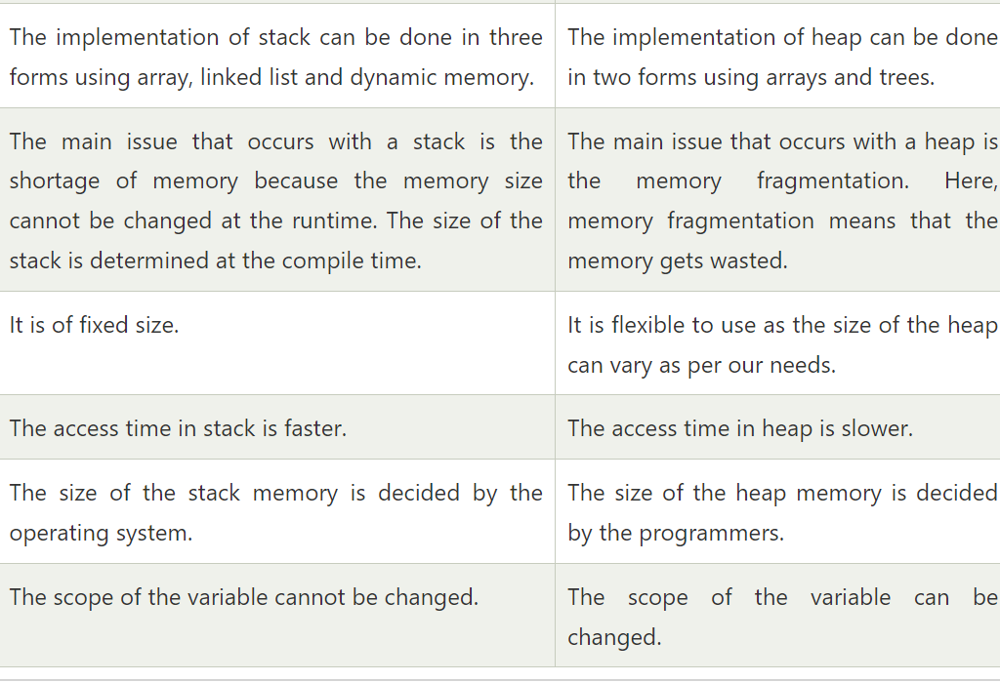 The implementation of stack can be done in three
forms using array, linked list and dynamic memory.
The implementation of heap can be done
in two forms using arrays and trees.
The main issue that occurs with a stack is the
shortage of memory because the memory size
cannot be changed at the runtime. The size of the
stack is determined at the compile time.
The main issue that occurs with a heap is
the memory fragmentation. Here,
memory fragmentation means that the
memory gets wasted.
It is of fixed size.
It is flexible to use as the size of the heap
can vary as per our needs.
The access time in stack is faster.
The access time in heap is slower.
The size of the stack memory is decided by the
operating system.
The size of the heap memory is decided
by the programmers.
The scope of the variable cannot be changed.
The scope of the variable can be
changed.